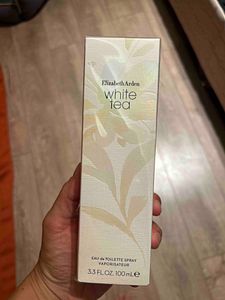 Elizabeth Arden
white
tea
EAU de TOILETTE SPRAY
VAPORISATEUR
3.3 FL.OZ. 100 mL ℮